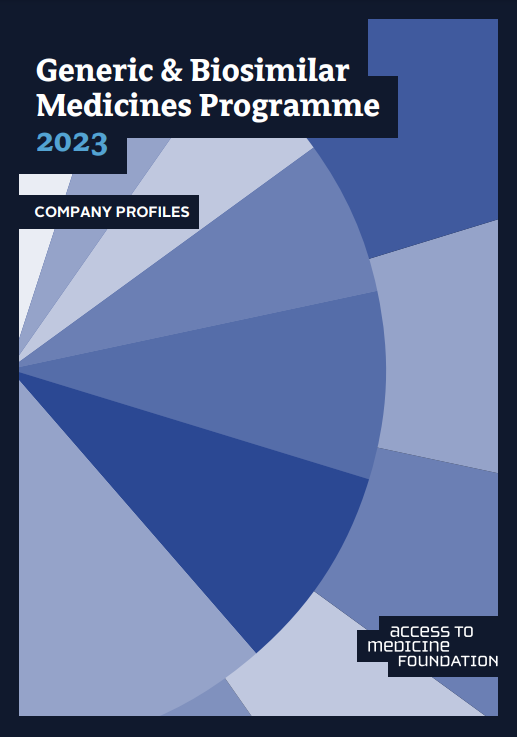 Generic & Biosimilar
Medicines Programme
2023
COMPANY PROFILES
access to
medicine
FOUNDATION